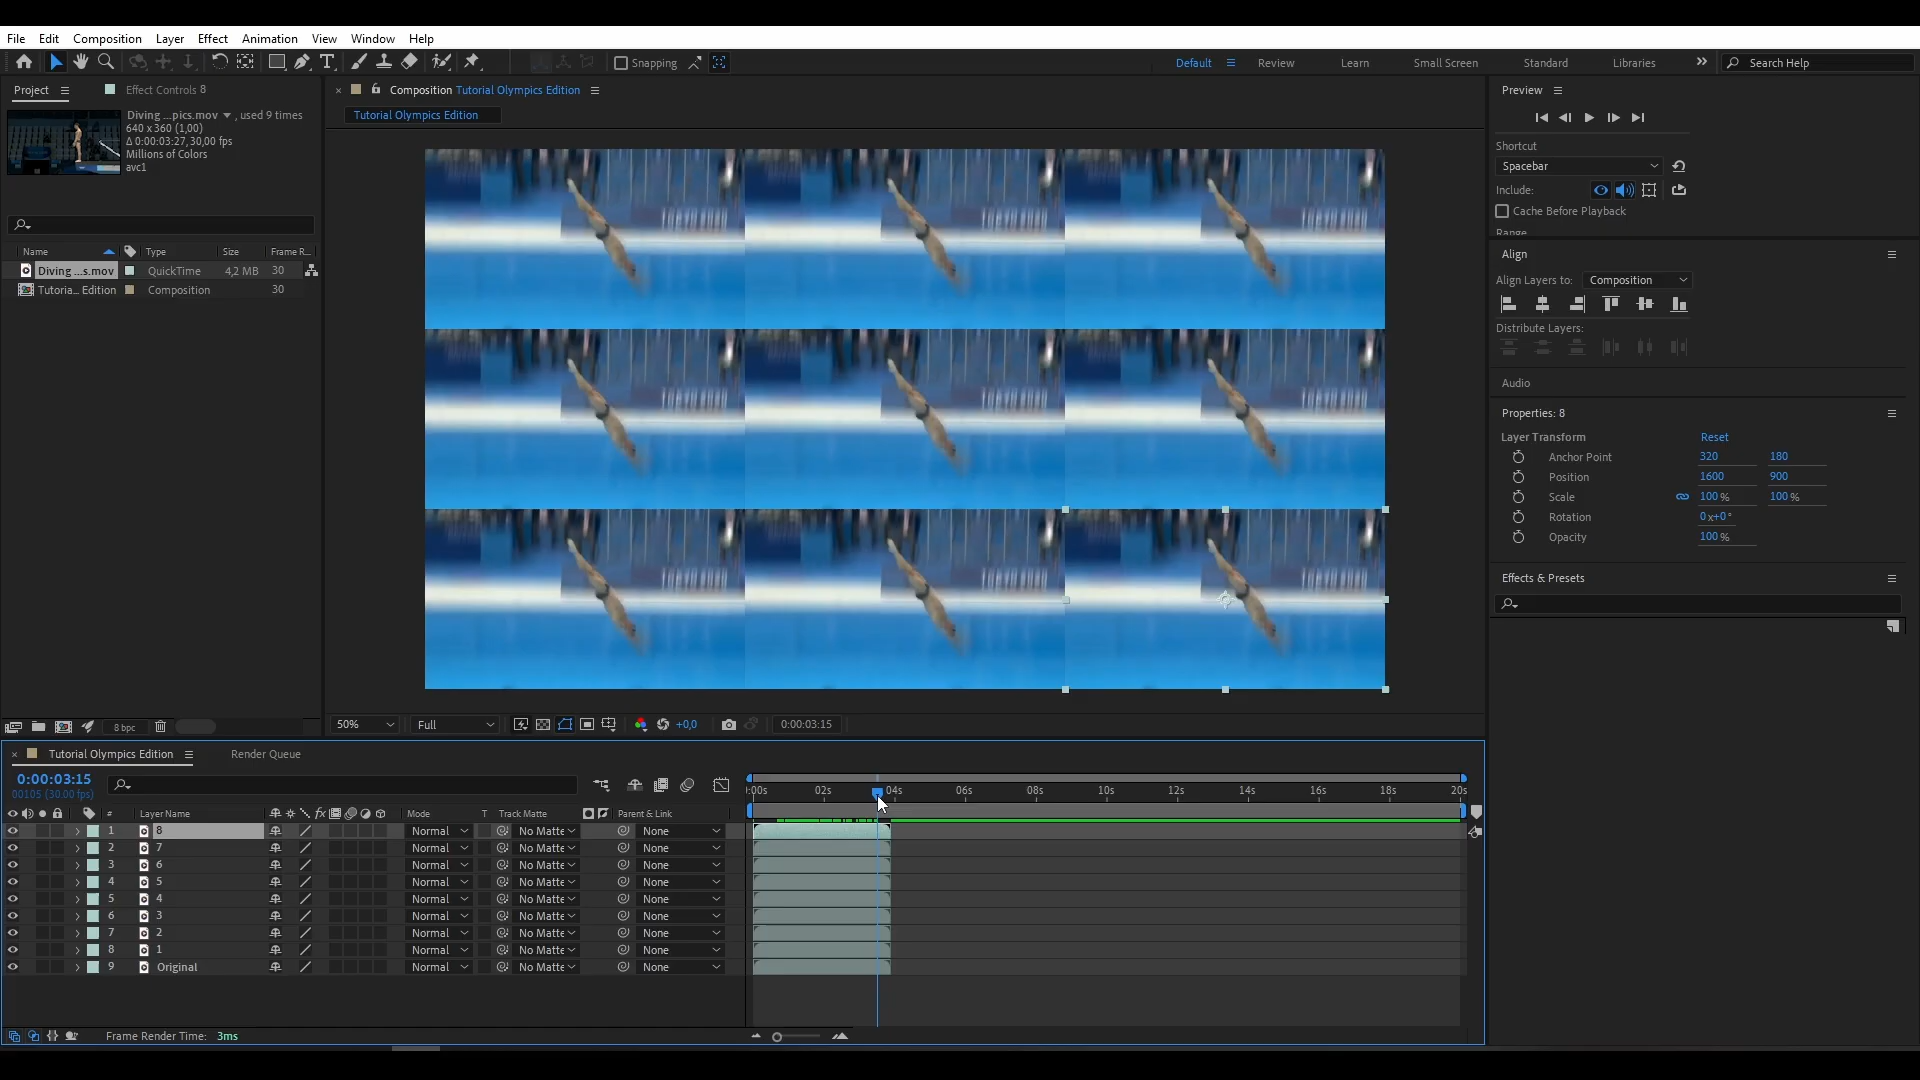 File Edit Composition Layer Effect Animation View Window Help
Snapping Default Review Learn Small Screen Standard Libraries Search Help
Project Effect Controls 8
Diving ...pics.mov , used 9 times
640 x 360 (1,00)
Δ 0:00:03:27, 30,00 fps
Millions of Colors
avc1
Name Type Size Frame R...
Diving ...s.mov QuickTime 4,2 MB 30
Tutoria... Edition Composition 30
8 bpc
Composition Tutorial Olympics Edition
Tutorial Olympics Edition
50% Full +0,0 0:00:03:15
Preview
Shortcut
Spacebar
Include:
Cache Before Playback
Range
Align
Align Layers to: Composition
Distribute Layers:
Audio
Properties: 8
Layer Transform Reset
Anchor Point 320 180
Position 1600 900
Scale 100 % 100 %
Rotation 0x+0°
Opacity 100 %
Effects & Presets
Tutorial Olympics Edition Render Queue
0:00:03:15
00105 (30.00 fps)
:00s 02s 04s 06s 08s 10s 12s 14s 16s 18s 20s
# Layer Name fx Mode T Track Matte Parent & Link
1 8 Normal No Matte None
2 7 Normal No Matte None
3 6 Normal No Matte None
4 5 Normal No Matte None
5 4 Normal No Matte None
6 3 Normal No Matte None
7 2 Normal No Matte None
8 1 Normal No Matte None
9 Original Normal No Matte None
Frame Render Time: 3ms